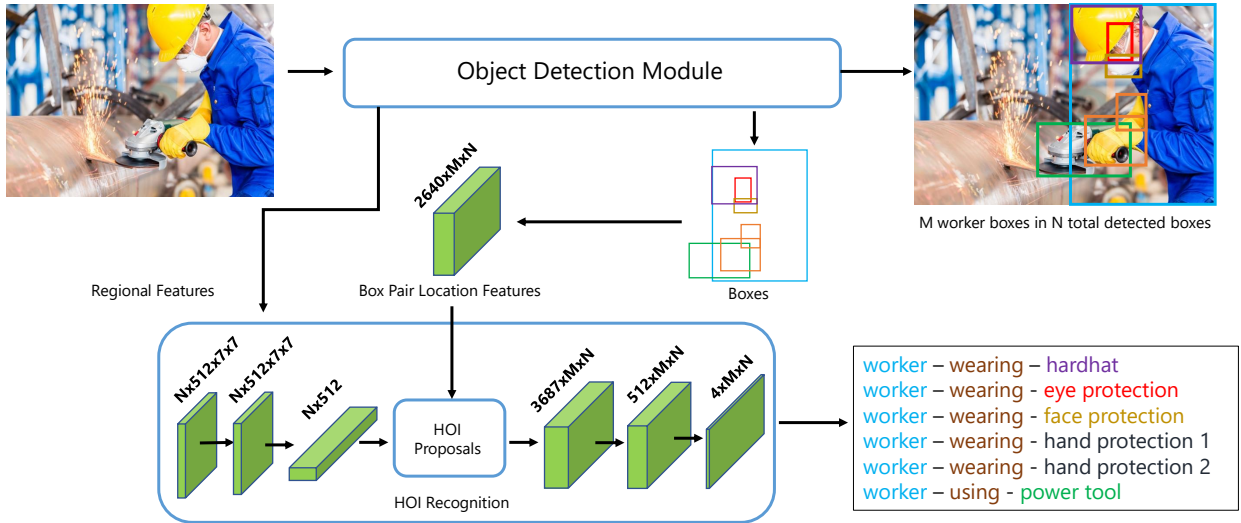 Object Detection Module
M worker boxes in N total detected boxes
2640xMxN
Regional Features
Box Pair Location Features
Boxes
Nx512x7x7
Nx512x7x7
Nx512
HOI
Proposals
3687xMxN
512xMxN
4xMxN
HOI Recognition
worker – wearing – hardhat
worker – wearing - eye protection
worker – wearing - face protection
worker – wearing - hand protection 1
worker – wearing - hand protection 2
worker – using - power tool